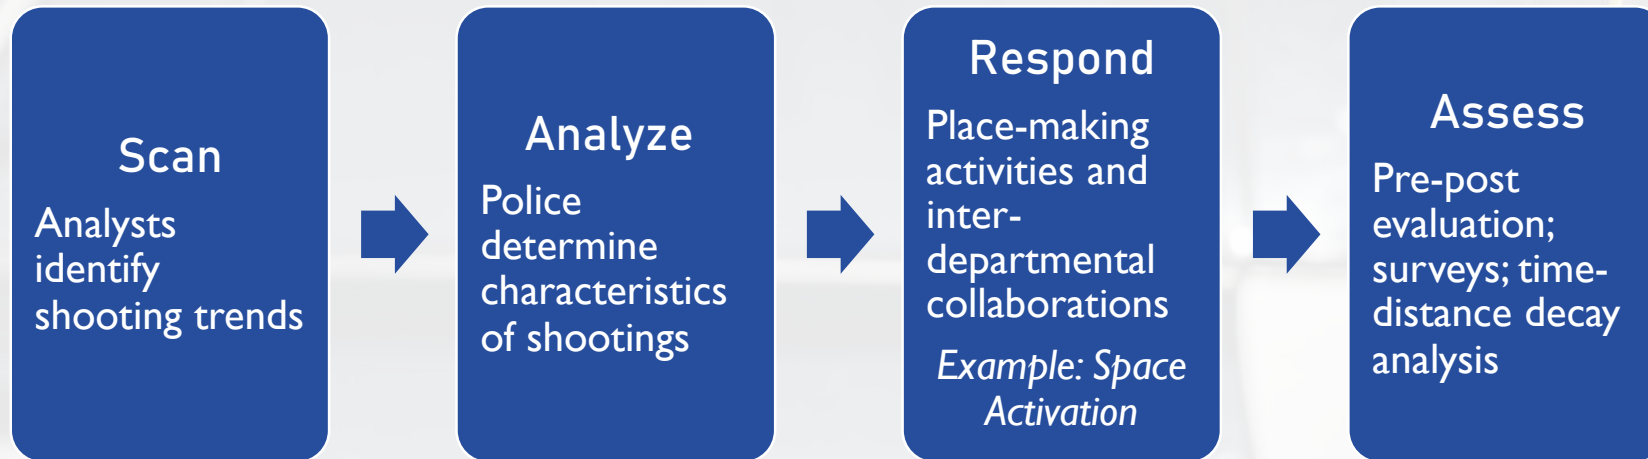 Scan
Analysts
identify
shooting trends
Analyze
Police
determine
characteristics
of shootings
Respond
Place-making
activities and
inter-
departmental
collaborations
Example: Space
Activation
Assess
Pre-post
evaluation;
surveys; time-
distance decay
analysis